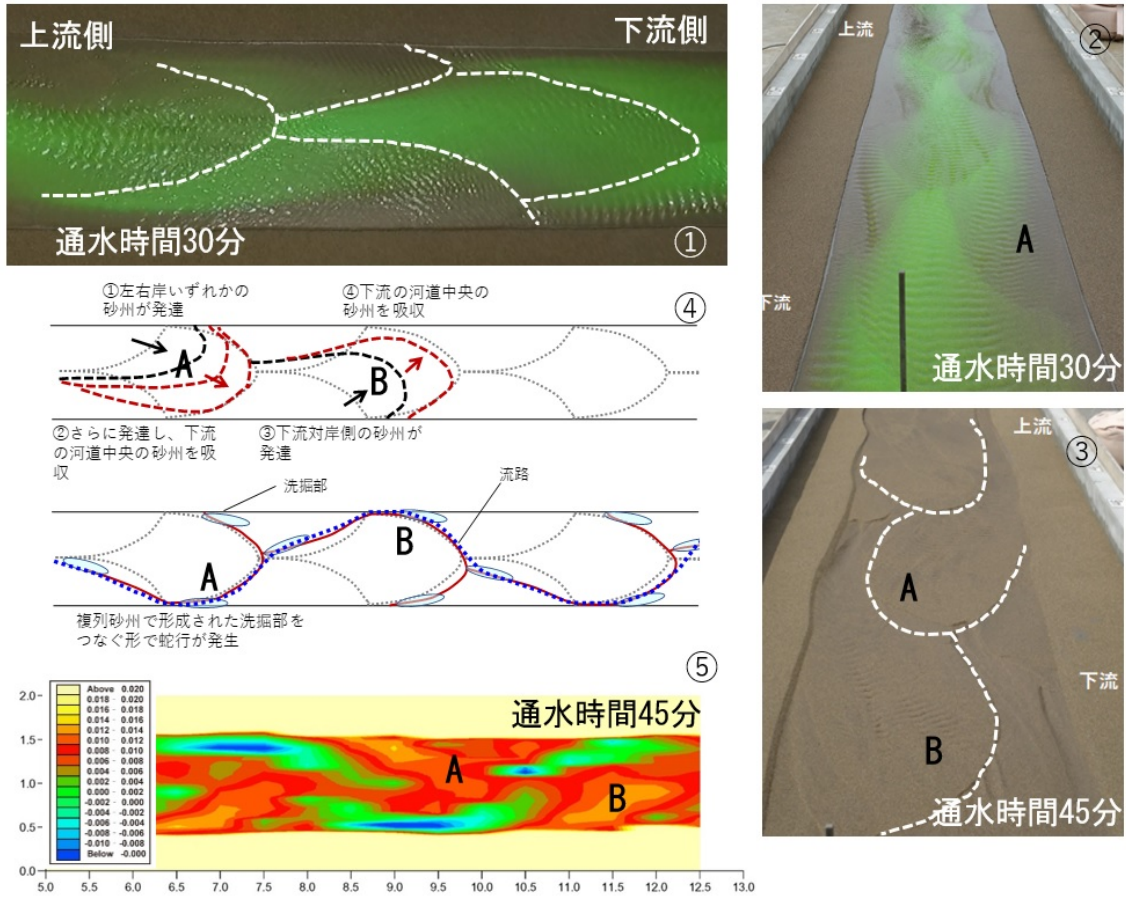 上流側
下流側
通水時間30分
①
上流
②
A
下流
通水時間30分
①左右岸いずれかの
砂州が発達
④下流の河道中央の
砂州を吸収
④
A
B
②さらに発達し、下流
の河道中央の砂州を吸
収
③下流対岸側の砂州が
発達
洗掘部
流路
A
B
複列砂州で形成された洗掘部を
つなぐ形で蛇行が発生
上流
③
A
下流
B
通水時間45分
⑤
通水時間45分
Above 0.020
0.018 - 0.020
0.016 - 0.018
0.014 - 0.016
0.012 - 0.014
0.010 - 0.012
0.008 - 0.010
0.006 - 0.008
0.004 - 0.006
0.002 - 0.004
0.000 - 0.002
-0.002 - 0.000
-0.004 - -0.002
-0.006 - -0.004
-0.008 - -0.006
-0.010 - -0.008
Below -0.000
A
B
2.0
1.5
1.0
0.5
0.0
5.0 5.5 6.0 6.5 7.0 7.5 8.0 8.5 9.0 9.5 10.0 10.5 11.0 11.5 12.0 12.5 13.0